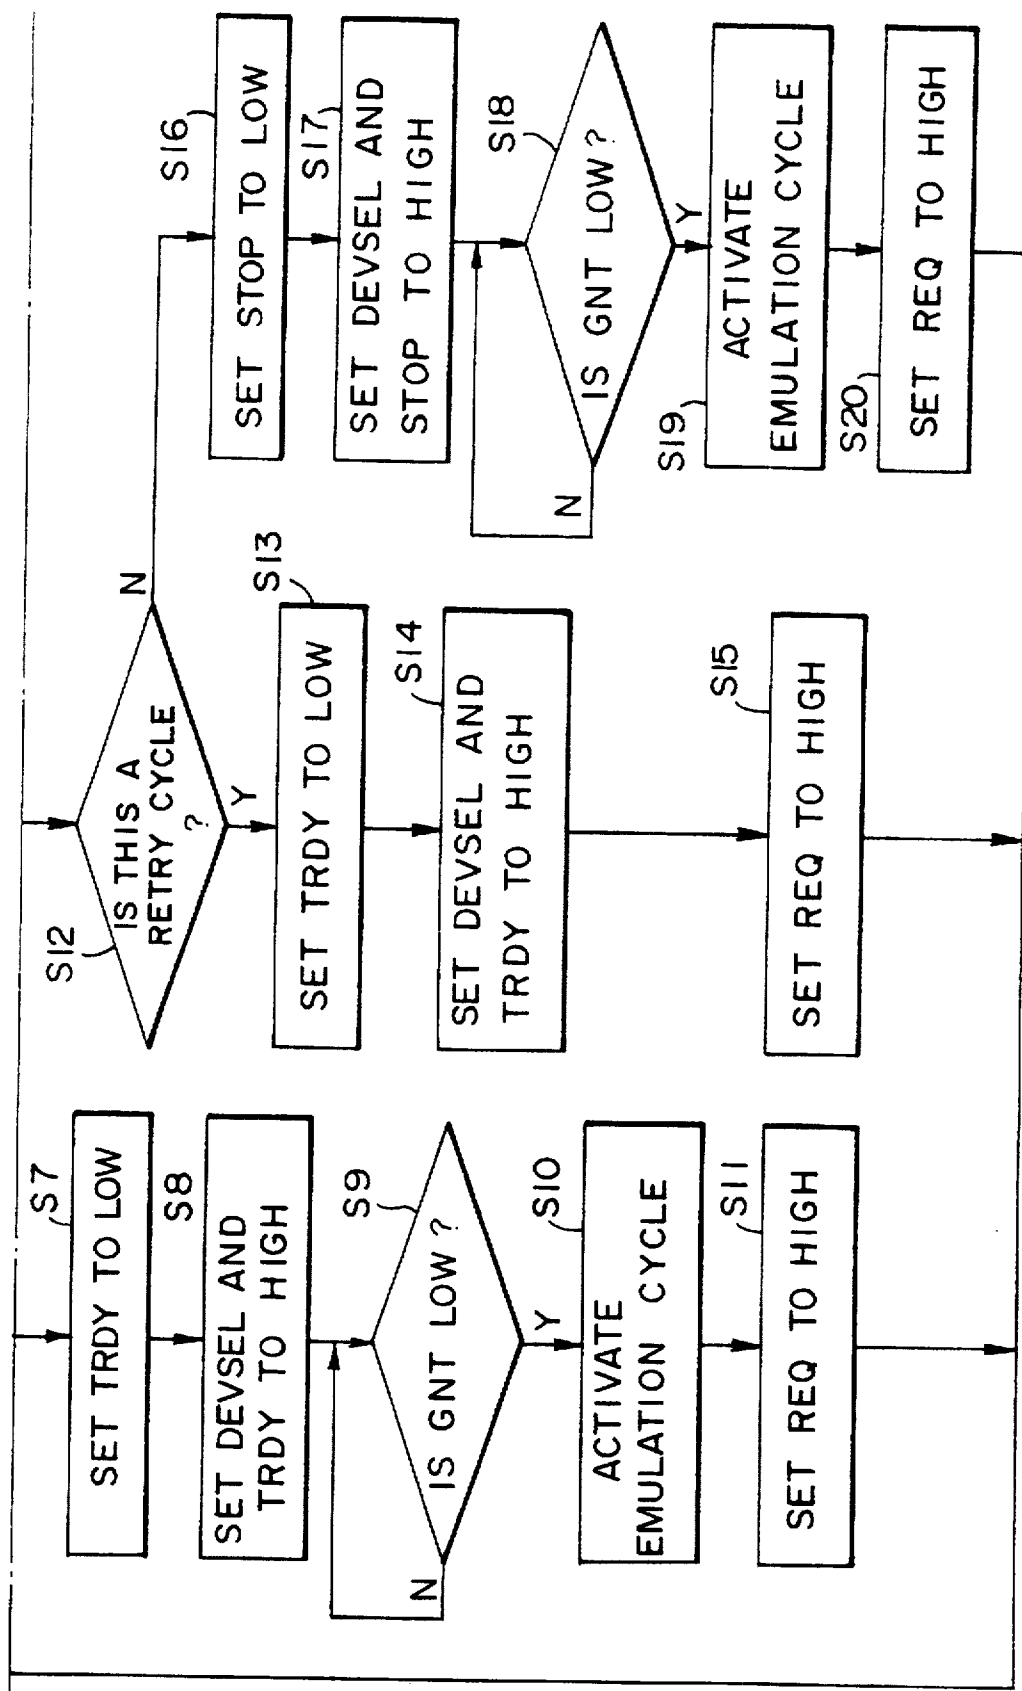 S7
SET TRDY TO LOW
S8
SET DEVSEL AND
TRDY TO HIGH
S9
IS GNT LOW?
N
Y
S10
ACTIVATE
EMULATION CYCLE
S11
SET REQ TO HIGH
S12
IS THIS A
RETRY CYCLE
?
N
Y
S13
SET TRDY TO LOW
S14
SET DEVSEL AND
TRDY TO HIGH
S15
SET REQ TO HIGH
S16
SET STOP TO LOW
S17
SET DEVSEL AND
STOP TO HIGH
S18
IS GNT LOW?
N
Y
S19
ACTIVATE
EMULATION CYCLE
S20
SET REQ TO HIGH